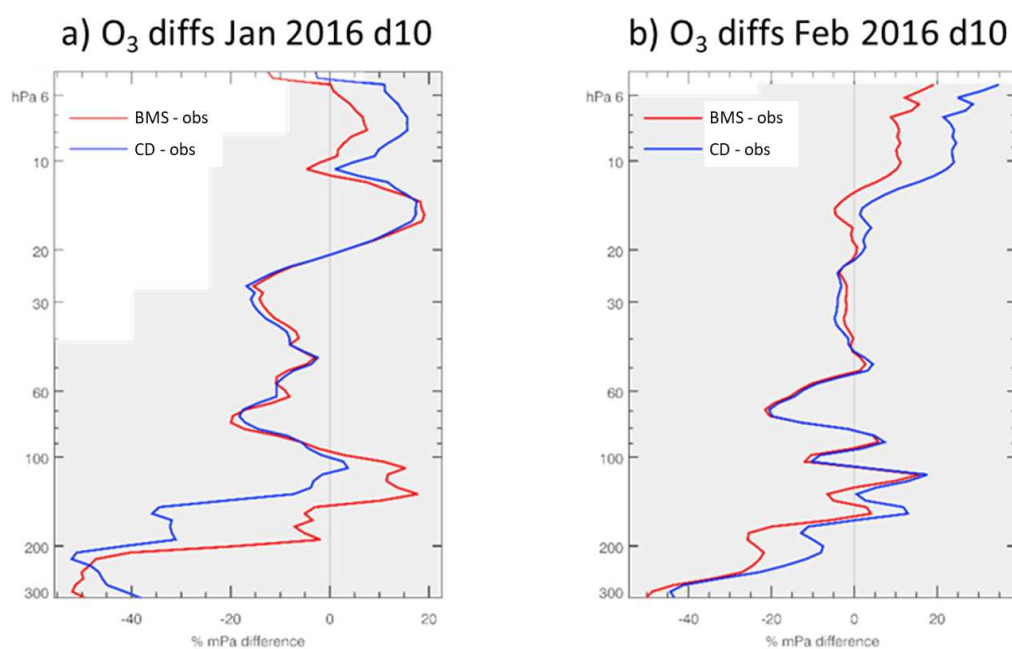 a) O₃ diffs Jan 2016 d10
hPa 6
10
20
30
60
100
200
300
BMS - obs
CD - obs
-40
-20
0
20
% mPa difference
b) O₃ diffs Feb 2016 d10
hPa 6
10
20
30
60
100
200
300
BMS - obs
CD - obs
-40
-20
0
20
% mPa difference